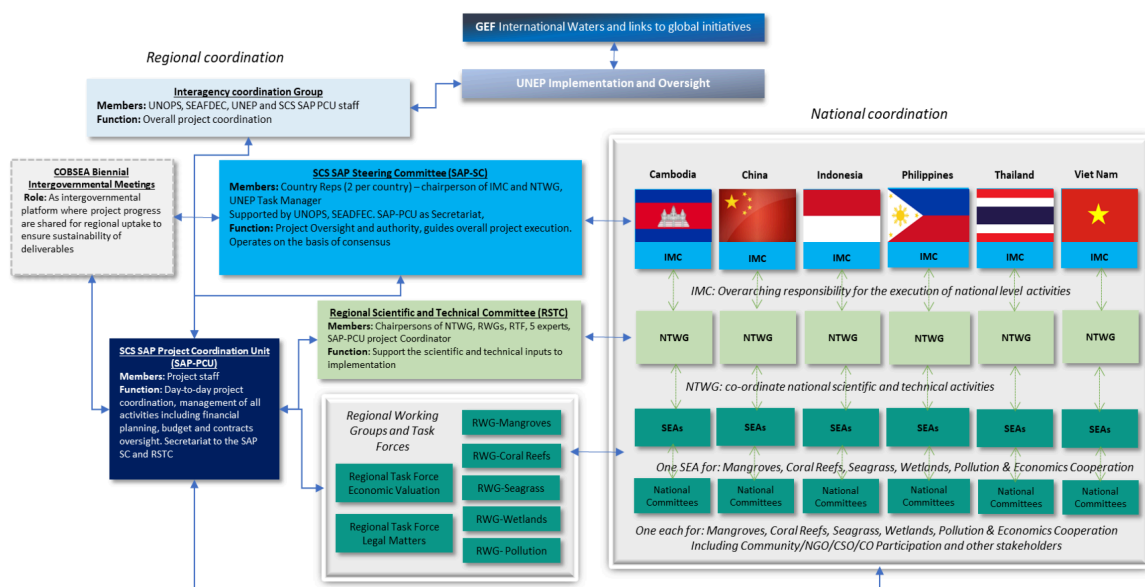 GEF International Waters and links to global initiatives
Regional coordination
UNEP Implementation and Oversight
Interagency coordination Group
Members: UNOPS, SEAFDEC, UNEP and SCS SAP PCU staff
Function: Overall project coordination
National coordination
COBSEA Biennial
Intergovernmental Meetings
Role: As intergovernmental
platform where project progress
are shared for regional uptake to
ensure sustainability of
deliverables
SCS SAP Steering Committee (SAP-SC)
Members: Country Reps (2 per country) – chairperson of IMC and NTWG,
UNEP Task Manager
Supported by UNOPS, SEADFEC. SAP-PCU as Secretariat,
Function: Project Oversight and authority, guides overall project execution.
Operates on the basis of consensus
Cambodia China Indonesia Philippines Thailand Viet Nam
IMC IMC IMC IMC IMC IMC
IMC: Overarching responsibility for the execution of national level activities
Regional Scientific and Technical Committee (RSTC)
Members: Chairpersons of NTWG, RWGs, RTF, 5 experts,
SAP-PCU project Coordinator
Function: Support the scientific and technical inputs to
implementation
NTWG NTWG NTWG NTWG NTWG NTWG
NTWG: co-ordinate national scientific and technical activities
SCS SAP Project Coordination Unit
(SAP-PCU)
Members: Project staff
Function: Day-to-day project
coordination, management of all
activities including financial
planning, budget and contracts
oversight. Secretariat to the SAP
SC and RSTC
Regional Working
Groups and Task
Forces
Regional Task Force
Economic Valuation
Regional Task Force
Legal Matters
RWG-Mangroves
RWG-Coral Reefs
RWG-Seagrass
RWG-Wetlands
RWG- Pollution
SEAs SEAs SEAs SEAs SEAs SEAs
One SEA for: Mangroves, Coral Reefs, Seagrass, Wetlands, Pollution & Economics Cooperation
National National National National National National
Committees Committees Committees Committees Committees Committees
One each for: Mangroves, Coral Reefs, Seagrass, Wetlands, Pollution & Economics Cooperation
Including Community/NGO/CSO/CO Participation and other stakeholders